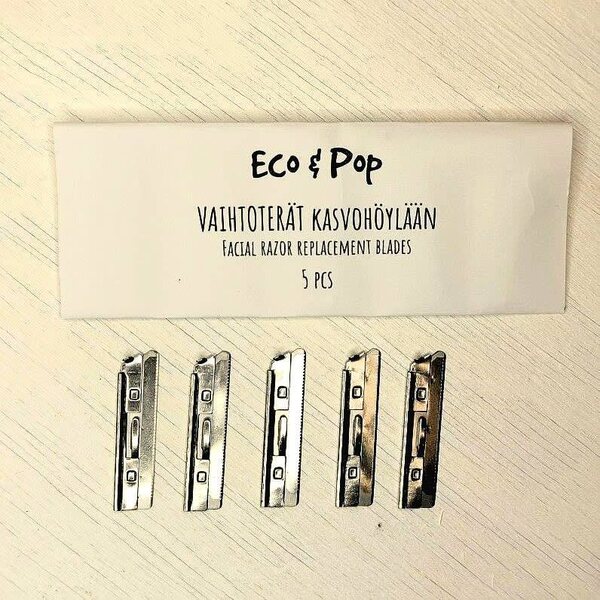 Eco & Pop
VAIHTOTERÄT KASVOHÖYLÄÄN
FACIAL RAZOR REPLACEMENT BLADES
5 PCS